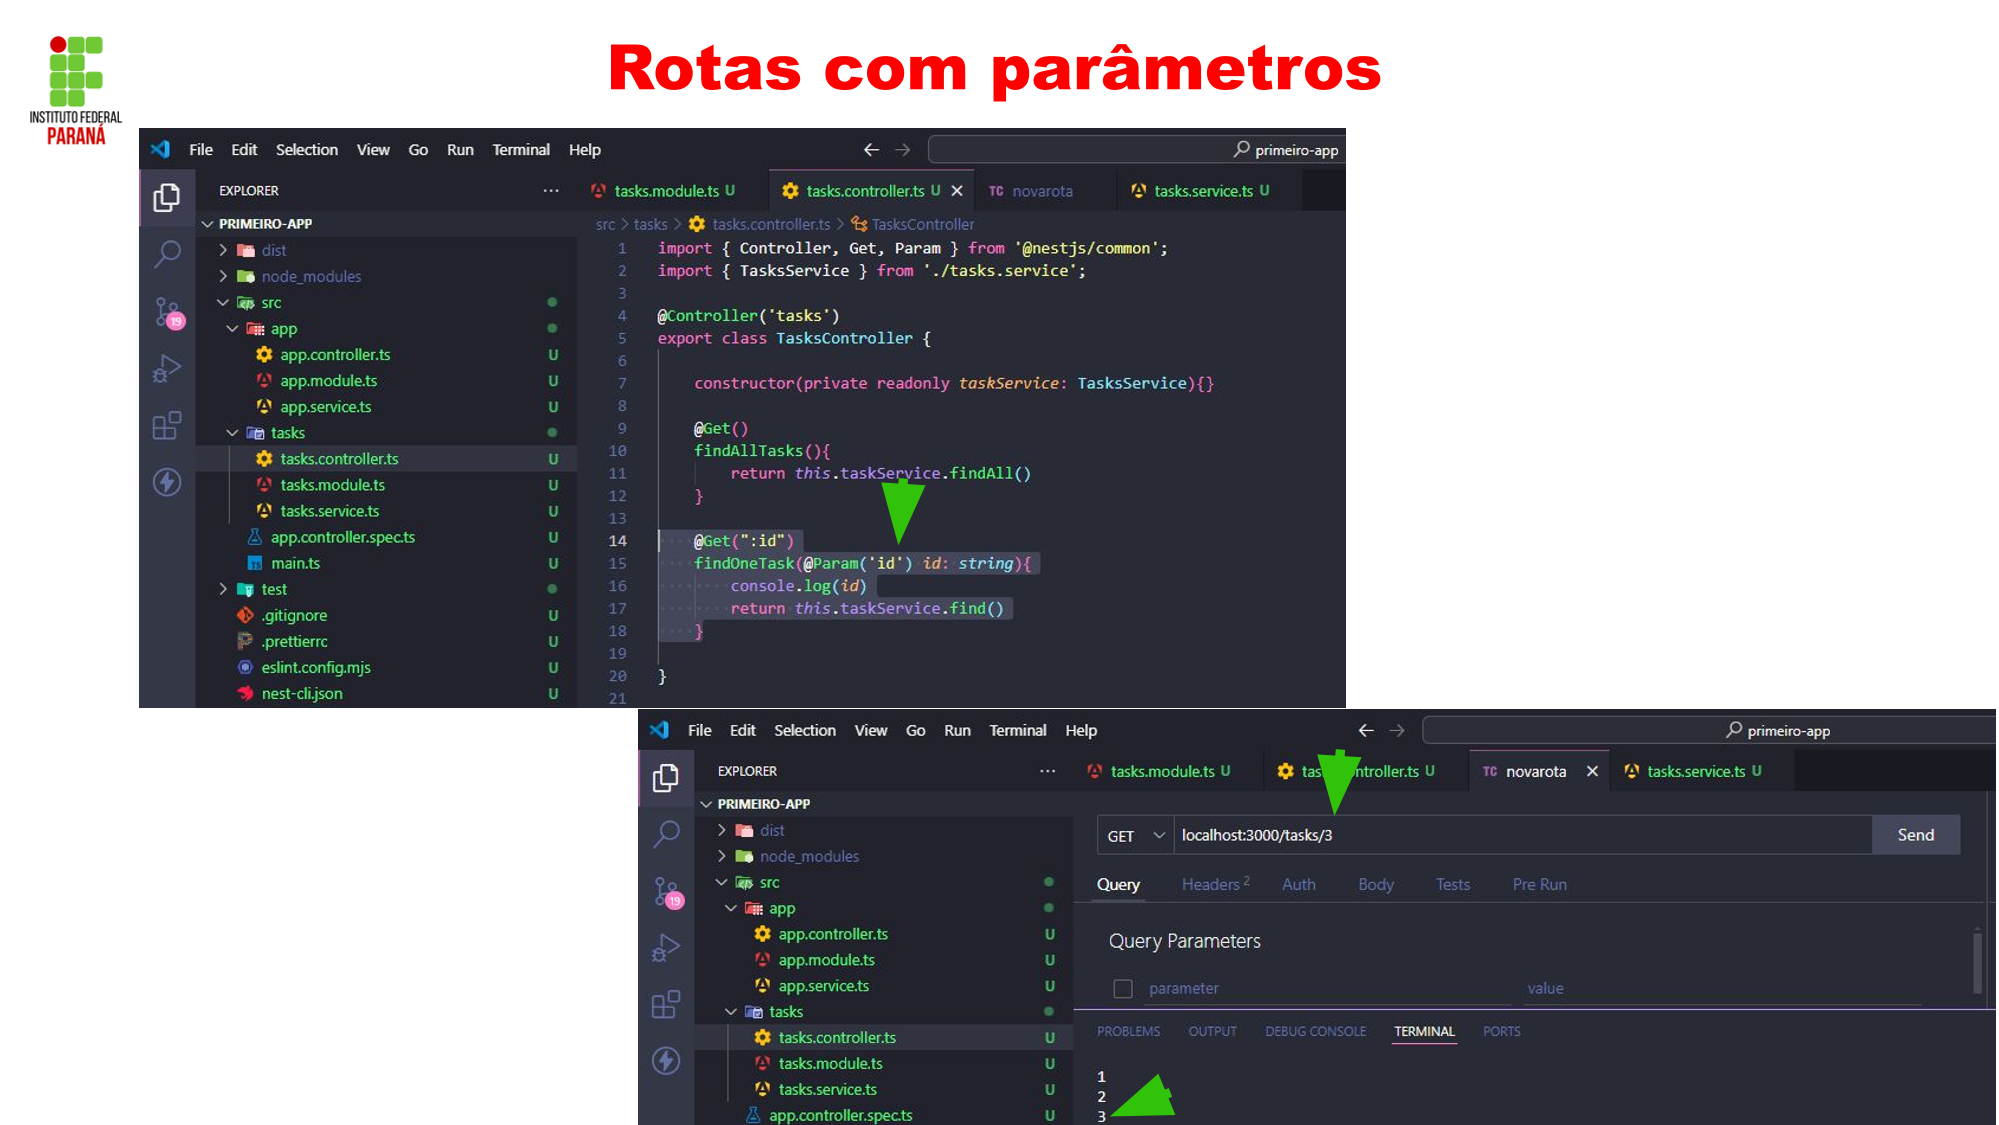 Rotas com parâmetros
INSTITUTO FEDERAL
PARANÁ
File Edit Selection View Go Run Terminal Help
primeiro-app
EXPLORER
tasks.module.ts U
tasks.controller.ts U
TC novarota
tasks.service.ts U
PRIMEIRO-APP
src > tasks > tasks.controller.ts > TasksController
dist
node_modules
src
app
app.controller.ts U
app.module.ts U
app.service.ts U
tasks
tasks.controller.ts U
tasks.module.ts U
tasks.service.ts U
app.controller.spec.ts U
main.ts U
test
.gitignore U
.prettierrc U
eslint.config.mjs U
nest-cli.json U
19
1 import { Controller, Get, Param } from '@nestjs/common';
2 import { TasksService } from './tasks.service';
3
4 @Controller('tasks')
5 export class TasksController {
6
7 constructor(private readonly taskService: TasksService){}
8
9 @Get()
10 findAllTasks(){
11 return this.taskService.findAll()
12 }
13
14 @Get(":id")
15 findOneTask(@Param('id') id: string){
16 console.log(id)
17 return this.taskService.find()
18 }
19
20 }
21
File Edit Selection View Go Run Terminal Help
primeiro-app
EXPLORER
tasks.module.ts U
TC novarota
tasks.service.ts U
PRIMEIRO-APP
dist
node_modules
src
app
app.controller.ts U
app.module.ts U
app.service.ts U
tasks
tasks.controller.ts U
tasks.module.ts U
tasks.service.ts U
app.controller.spec.ts U
19
GET localhost:3000/tasks/3 Send
Query Headers 2 Auth Body Tests Pre Run
Query Parameters
parameter value
PROBLEMS OUTPUT DEBUG CONSOLE TERMINAL PORTS
1
2
3